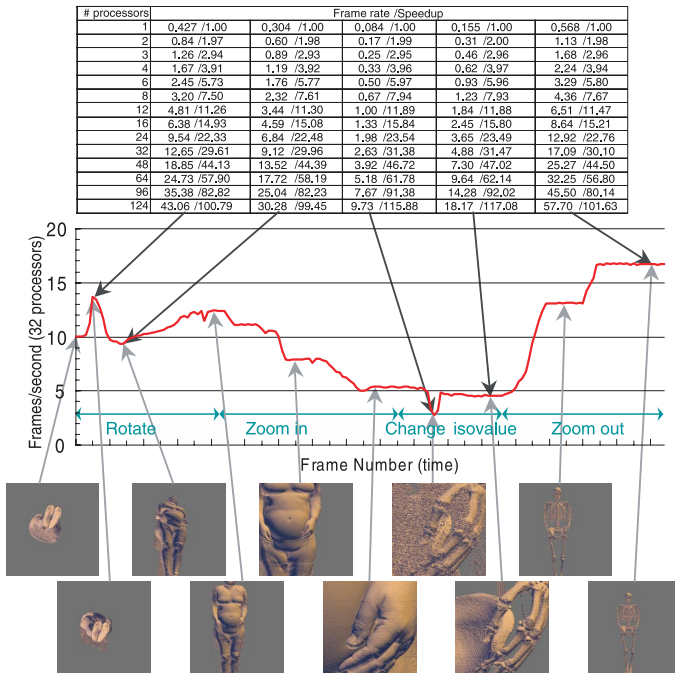 # processors Frame rate /Speedup
1 0.427 /1.00 0.304 /1.00 0.084 /1.00 0.155 /1.00 0.568 /1.00
2 0.84 /1.97 0.60 /1.98 0.17 /1.99 0.31 /2.00 1.13 /1.98
3 1.26 /2.94 0.89 /2.93 0.25 /2.95 0.46 /2.96 1.68 /2.96
4 1.67 /3.91 1.19 /3.92 0.33 /3.96 0.62 /3.97 2.24 /3.94
6 2.45 /5.73 1.76 /5.77 0.50 /5.97 0.93 /5.96 3.29 /5.80
8 3.20 /7.50 2.32 /7.61 0.67 /7.94 1.23 /7.93 4.36 /7.67
12 4.81 /11.26 3.44 /11.30 1.00 /11.89 1.84 /11.88 6.51 /11.47
16 6.38 /14.93 4.59 /15.08 1.33 /15.84 2.45 /15.80 8.64 /15.21
24 9.54 /22.33 6.84 /22.48 1.98 /23.54 3.65 /23.49 12.92 /22.76
32 12.65 /29.61 9.12 /29.96 2.63 /31.38 4.88 /31.47 17.09 /30.10
48 18.85 /44.13 13.52 /44.39 3.92 /46.72 7.30 /47.02 25.27 /44.50
64 24.73 /57.90 17.72 /58.19 5.18 /61.78 9.64 /62.14 32.25 /56.80
96 35.38 /82.82 25.04 /82.23 7.67 /91.38 14.28 /92.02 45.50 /80.14
124 43.06 /100.79 30.28 /99.45 9.73 /115.88 18.17 /117.08 57.70 /101.63
Frames/second (32 processors)
20
15
10
5
0
Rotate Zoom in Change isovalue Zoom out
Frame Number (time)